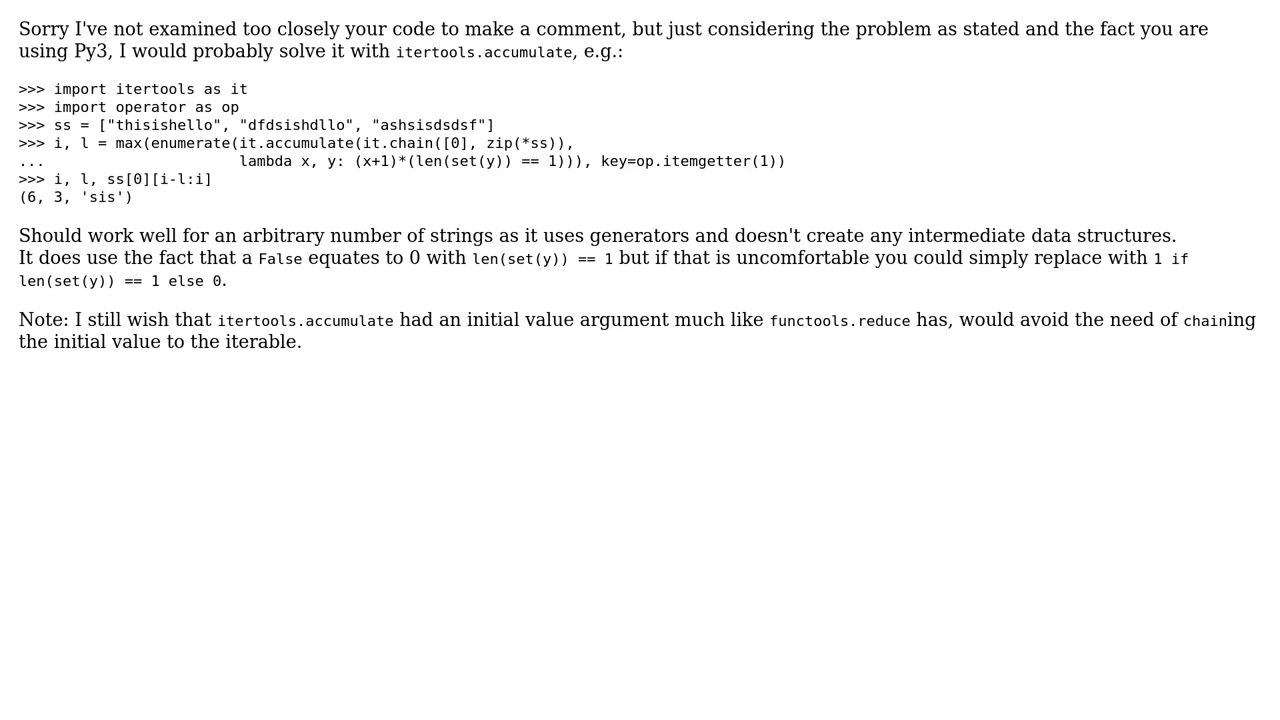 Sorry I've not examined too closely your code to make a comment, but just considering the problem as stated and the fact you are
using Py3, I would probably solve it with itertools.accumulate, e.g.:
>>> import itertools as it
>>> import operator as op
>>> ss = ["thisishello", "dfdsishdllo", "ashsisdsdsf"]
>>> i, l = max(enumerate(it.accumulate(it.chain([0], zip(*ss)),
...                      lambda x, y: (x+1)*(len(set(y)) == 1))), key=op.itemgetter(1))
>>> i, l, ss[0][i-l:i]
(6, 3, 'sis')
Should work well for an arbitrary number of strings as it uses generators and doesn't create any intermediate data structures.
It does use the fact that a False equates to 0 with len(set(y)) == 1 but if that is uncomfortable you could simply replace with 1 if
len(set(y)) == 1 else 0.
Note: I still wish that itertools.accumulate had an initial value argument much like functools.reduce has, would avoid the need of chaining
the initial value to the iterable.